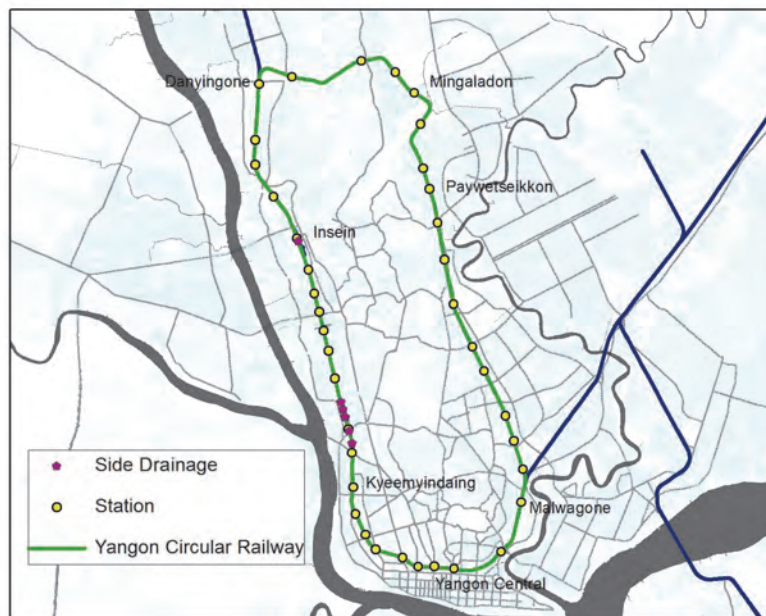 Danyingone
Mingaladon
Paywetseikkon
Insein
Side Drainage
Station
Yangon Circular Railway
Kyeemyindaing
Malwagone
Yangon Central